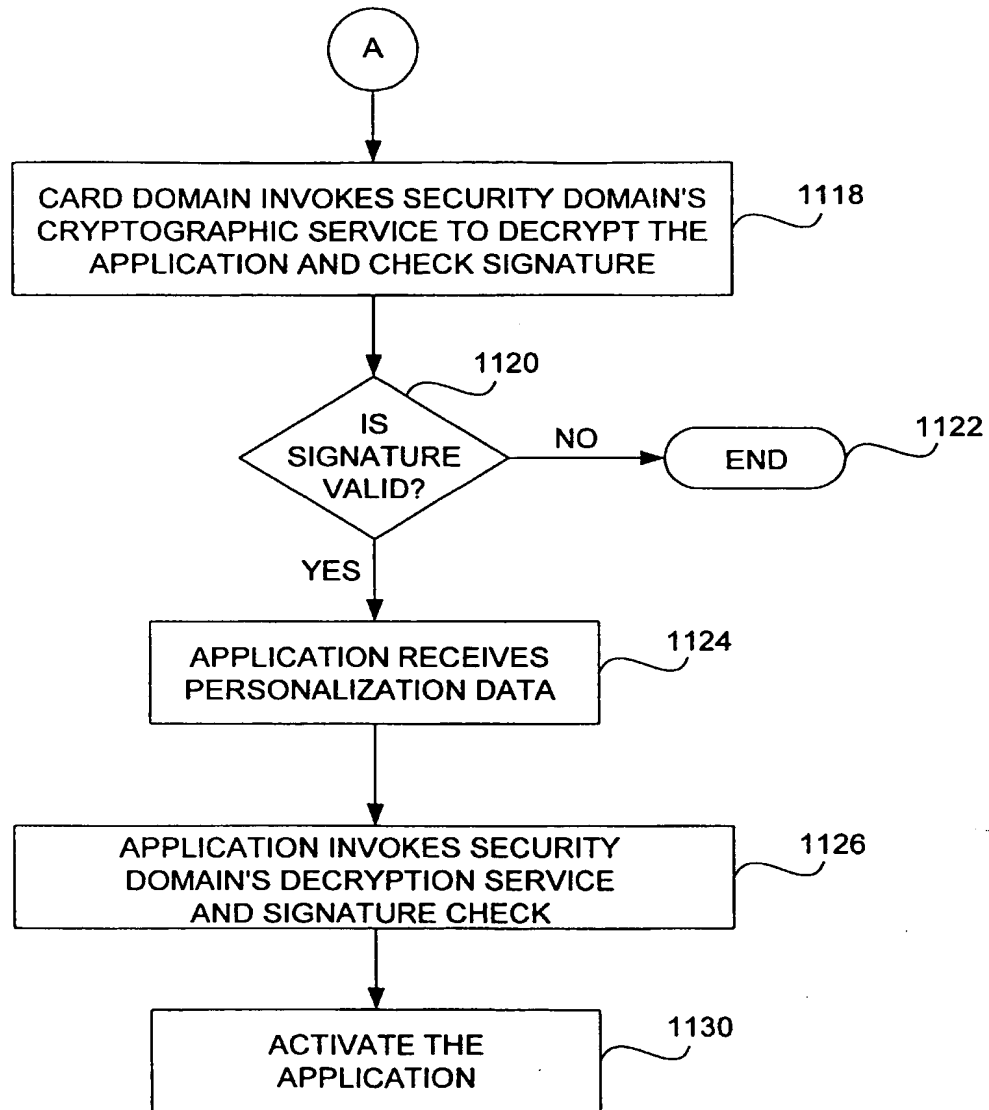 A
CARD DOMAIN INVOKES SECURITY DOMAIN'S
CRYPTOGRAPHIC SERVICE TO DECRYPT THE
APPLICATION AND CHECK SIGNATURE
1118
1120
IS
SIGNATURE
VALID?
NO
END
1122
YES
APPLICATION RECEIVES
PERSONALIZATION DATA
1124
APPLICATION INVOKES SECURITY
DOMAIN'S DECRYPTION SERVICE
AND SIGNATURE CHECK
1126
ACTIVATE THE
APPLICATION
1130